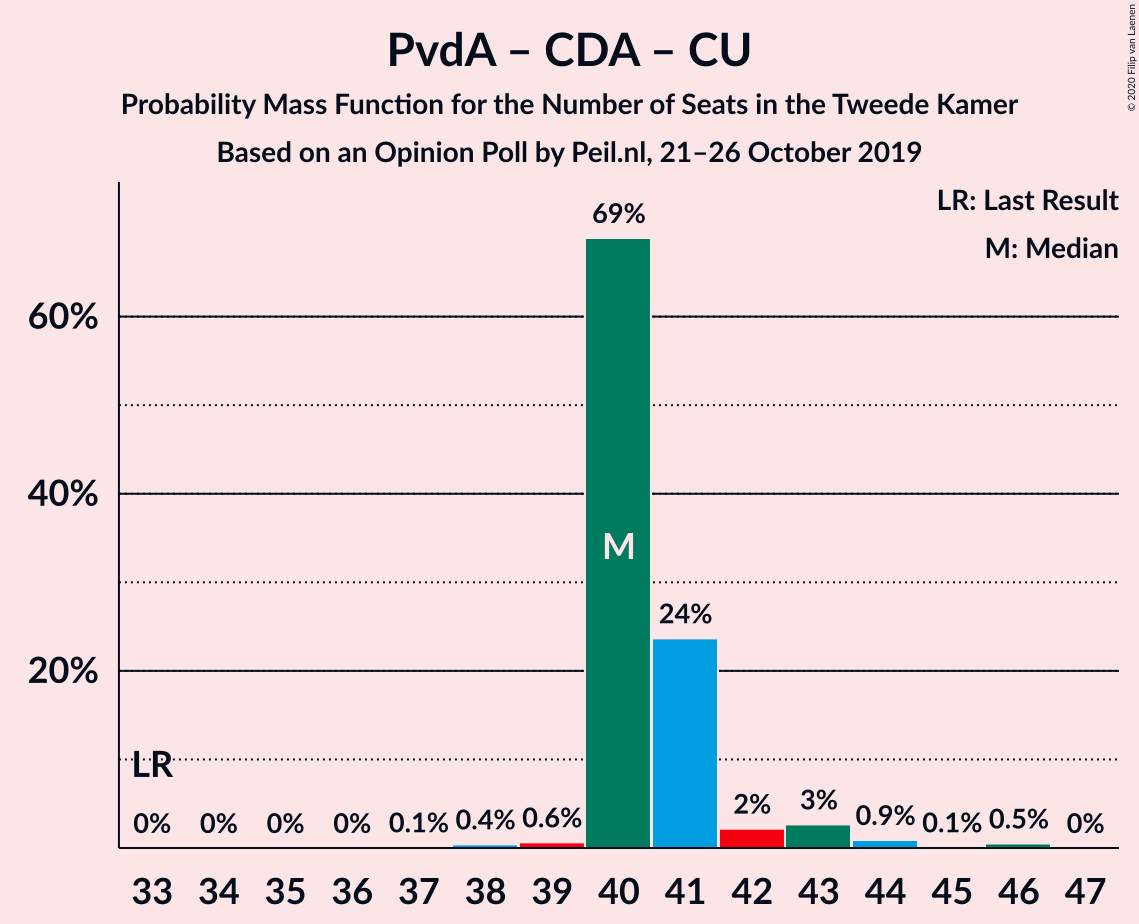 PvdA – CDA – CU
Probability Mass Function for the Number of Seats in the Tweede Kamer
Based on an Opinion Poll by Peil.nl, 21–26 October 2019
© 2020 Filip van Laenen
LR: Last Result
M: Median
60%
40%
20%
LR
M
0%
0%
0%
0%
0.1%
0.4%
0.6%
69%
24%
2%
3%
0.9%
0.1%
0.5%
0%
33 34 35 36 37 38 39 40 41 42 43 44 45 46 47